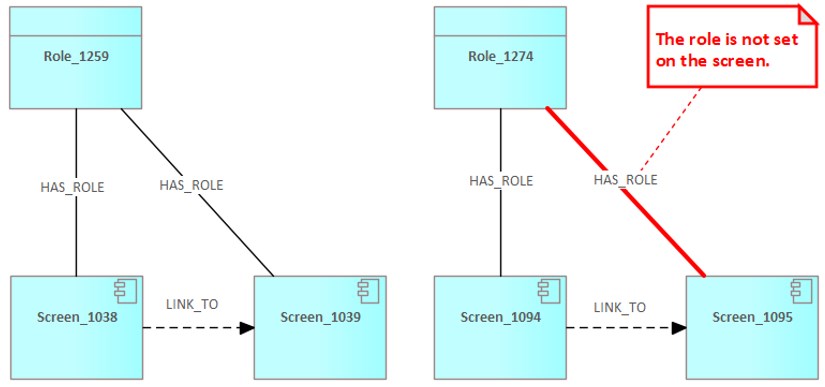 Role_1259
Role_1274
The role is not set
on the screen.
HAS_ROLE
HAS_ROLE
HAS_ROLE
HAS_ROLE
Screen_1038
LINK_TO
Screen_1039
Screen_1094
LINK_TO
Screen_1095